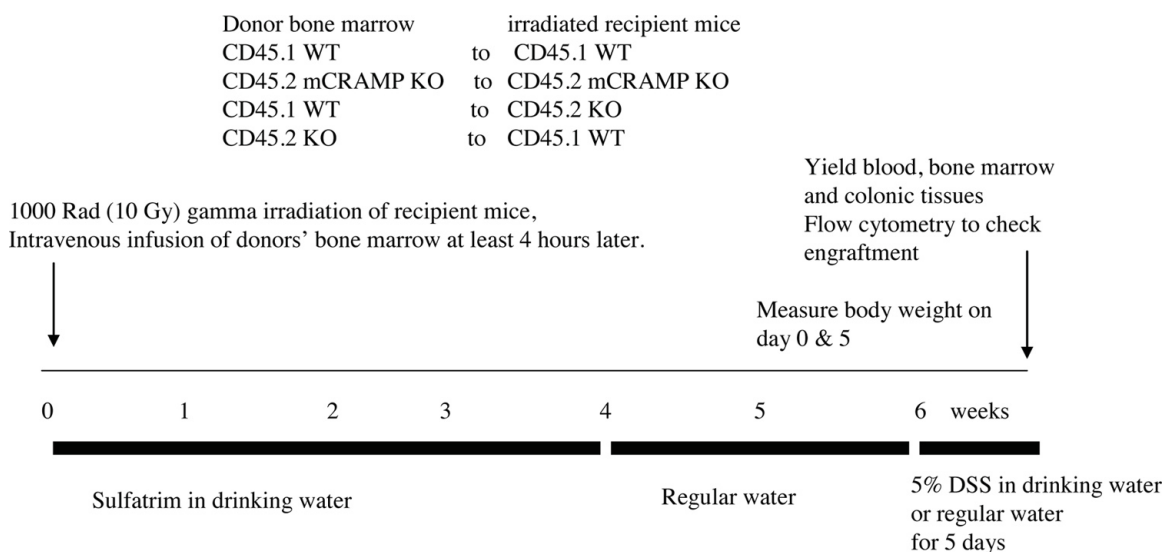 Donor bone marrow irradiated recipient mice
CD45.1 WT to CD45.1 WT
CD45.2 mCRAMP KO to CD45.2 mCRAMP KO
CD45.1 WT to CD45.2 KO
CD45.2 KO to CD45.1 WT
1000 Rad (10 Gy) gamma irradiation of recipient mice,
Intravenous infusion of donors' bone marrow at least 4 hours later.
Yield blood, bone marrow
and colonic tissues
Flow cytometry to check
engraftment
Measure body weight on
day 0 & 5
0 1 2 3 4 5 6 weeks
Sulfatrim in drinking water
Regular water
5% DSS in drinking water
or regular water
for 5 days